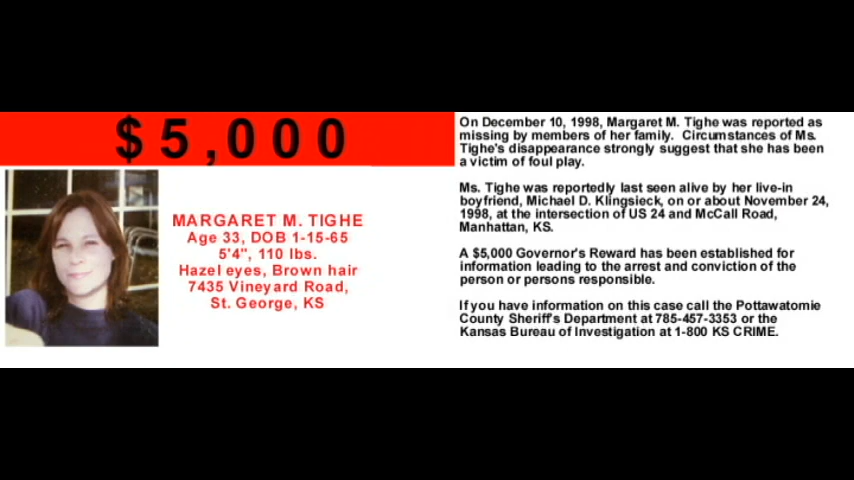 $5,000
MARGARET M. TIGHE
Age 33, DOB 1-15-65
5'4", 110 lbs.
Hazel eyes, Brown hair
7435 Vineyard Road,
St. George, KS
On December 10, 1998, Margaret M. Tighe was reported as
missing by members of her family. Circumstances of Ms.
Tighe's disappearance strongly suggest that she has been
a victim of foul play.
Ms. Tighe was reportedly last seen alive by her live-in
boyfriend, Michael D. Klingsieck, on or about November 24,
1998, at the intersection of US 24 and McCall Road,
Manhattan, KS.
A $5,000 Governor's Reward has been established for
information leading to the arrest and conviction of the
person or persons responsible.
If you have information on this case call the Pottawatomie
County Sheriff's Department at 785-457-3353 or the
Kansas Bureau of Investigation at 1-800 KS CRIME.